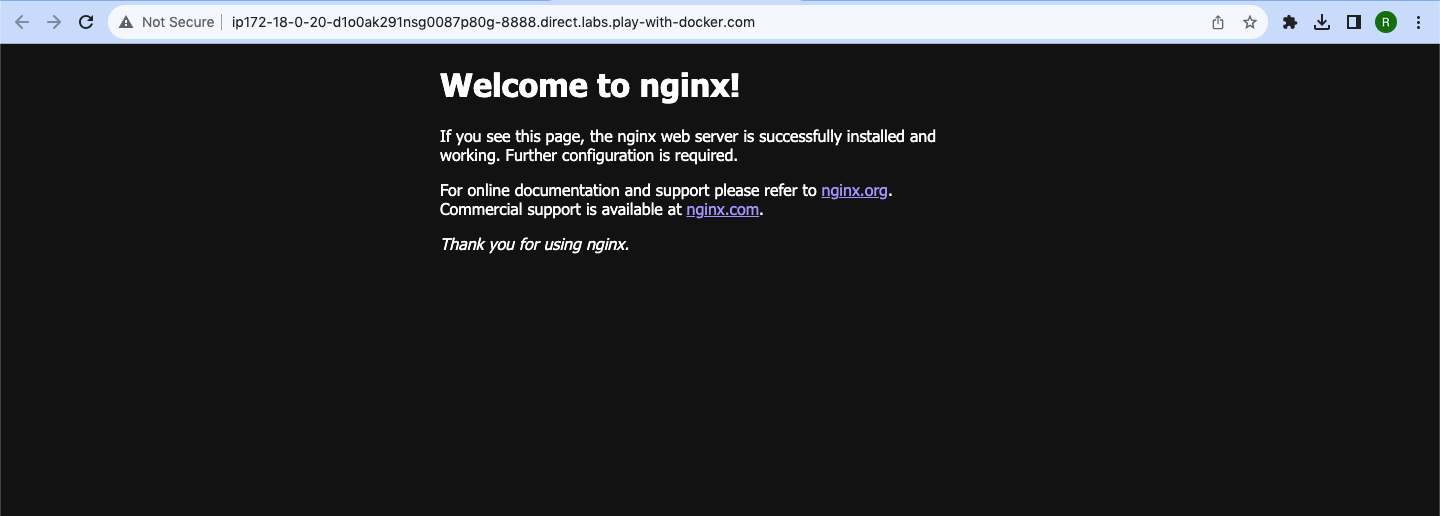 Not Secure ip172-18-0-20-d1o0ak291nsg0087p80g-8888.direct.labs.play-with-docker.com R
Welcome to nginx!
If you see this page, the nginx web server is successfully installed and
working. Further configuration is required.
For online documentation and support please refer to nginx.org.
Commercial support is available at nginx.com.
Thank you for using nginx.